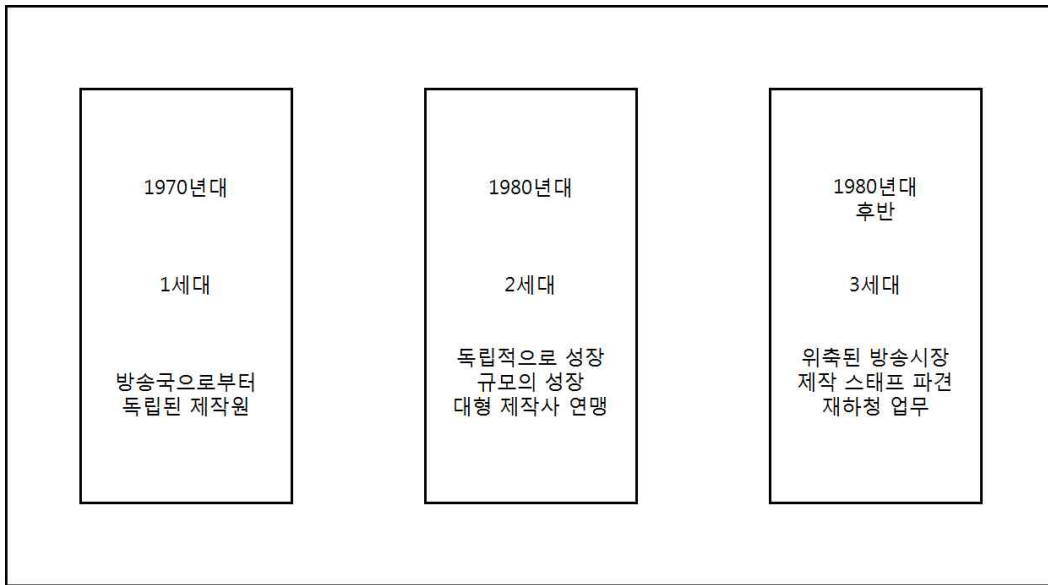 1970년대
1세대
방송국으로부터
독립된 제작원
1980년대
2세대
독립적으로 성장
규모의 성장
대형 제작사 연맹
1980년대
후반
3세대
위축된 방송시장
제작 스태프 파견
재하청 업무